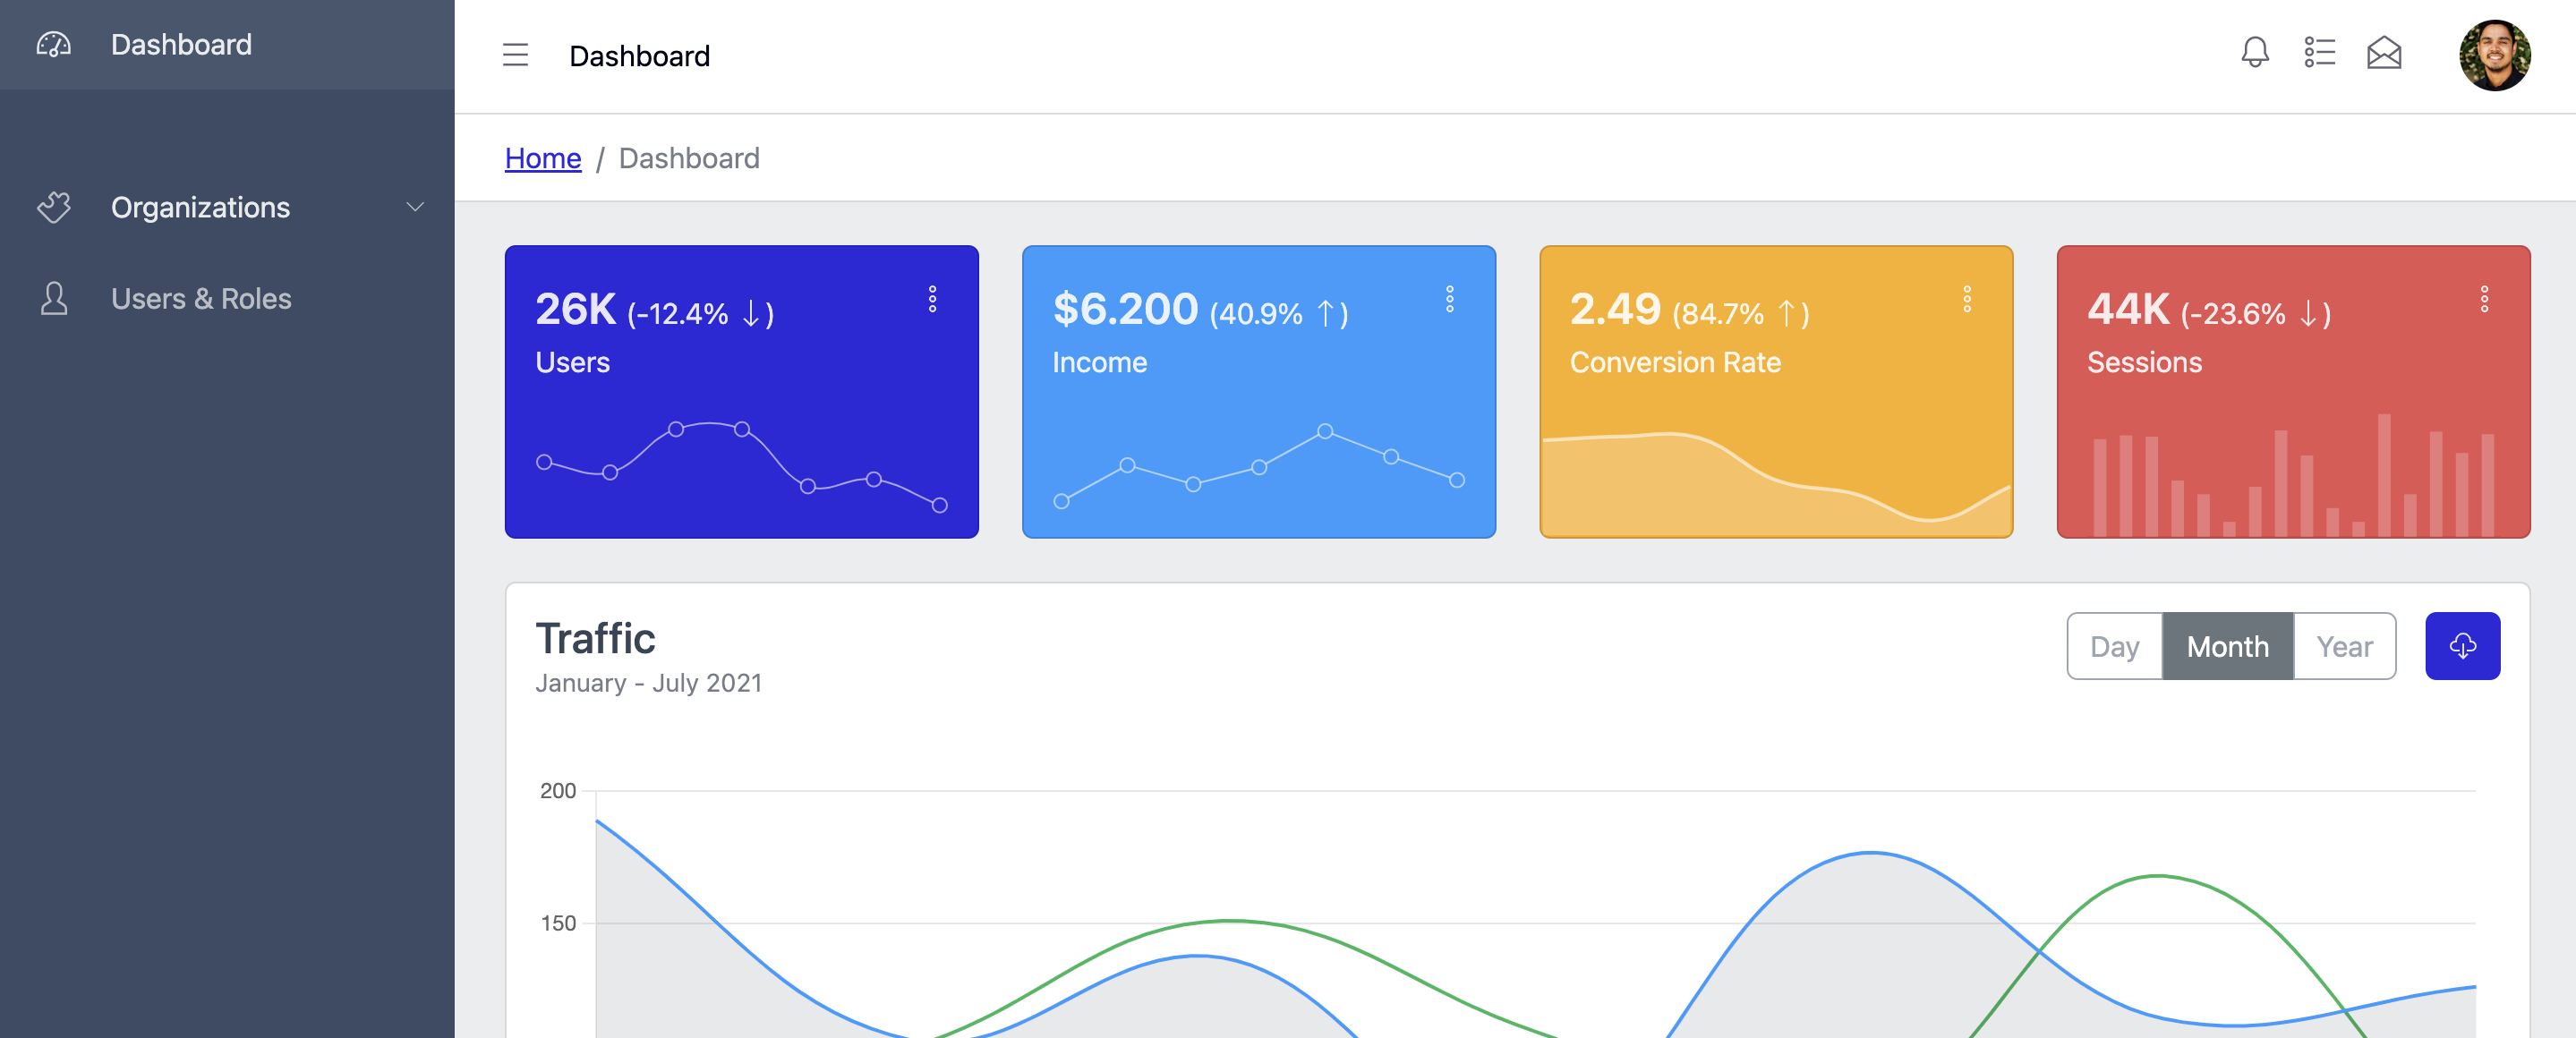 Dashboard
Organizations
Users & Roles
Dashboard
Home / Dashboard
26K (-12.4% ↓)
Users
$6.200 (40.9% ↑)
Income
2.49 (84.7% ↑)
Conversion Rate
44K (-23.6% ↓)
Sessions
Traffic
January - July 2021
Day Month Year
200
150